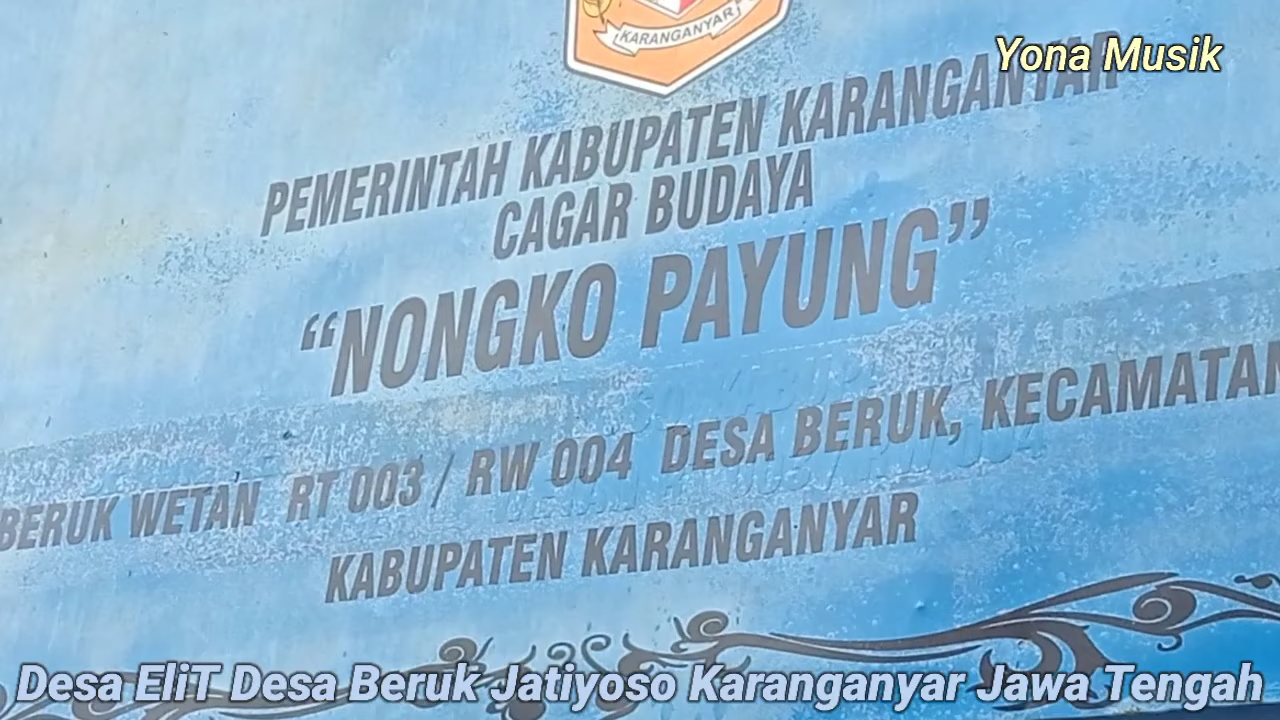 KARANGANYAR
Yona Musik
PEMERINTAH KABUPATEN KARANGANYAR
CAGAR BUDAYA
“NONGKO PAYUNG”
BERUK WETAN RT 003 / RW 004 DESA BERUK, KECAMATAN
KABUPATEN KARANGANYAR
Desa EliT Desa Beruk Jatiyoso Karanganyar Jawa Tengah